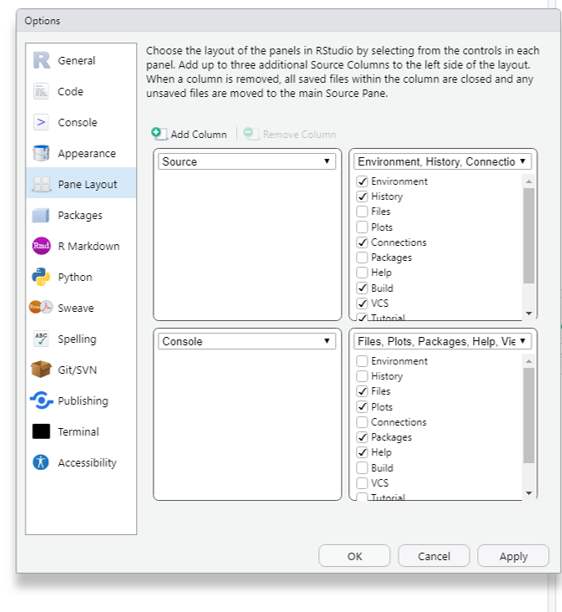 Options
General
Code
Console
Appearance
Pane Layout
Packages
Rmd R Markdown
Python
Sweave
ABC Spelling
Git/SVN
Publishing
Terminal
Accessibility
Choose the layout of the panels in RStudio by selecting from the controls in each
panel. Add up to three additional Source Columns to the left side of the layout.
When a column is removed, all saved files within the column are closed and any
unsaved files are moved to the main Source Pane.
Add Column Remove Column
Source
Environment, History, Connectio
Environment
History
Files
Plots
Connections
Packages
Help
Build
VCS
Tutorial
Console
Files, Plots, Packages, Help, Vie
Environment
History
Files
Plots
Connections
Packages
Help
Build
VCS
Tutorial
OK Cancel Apply